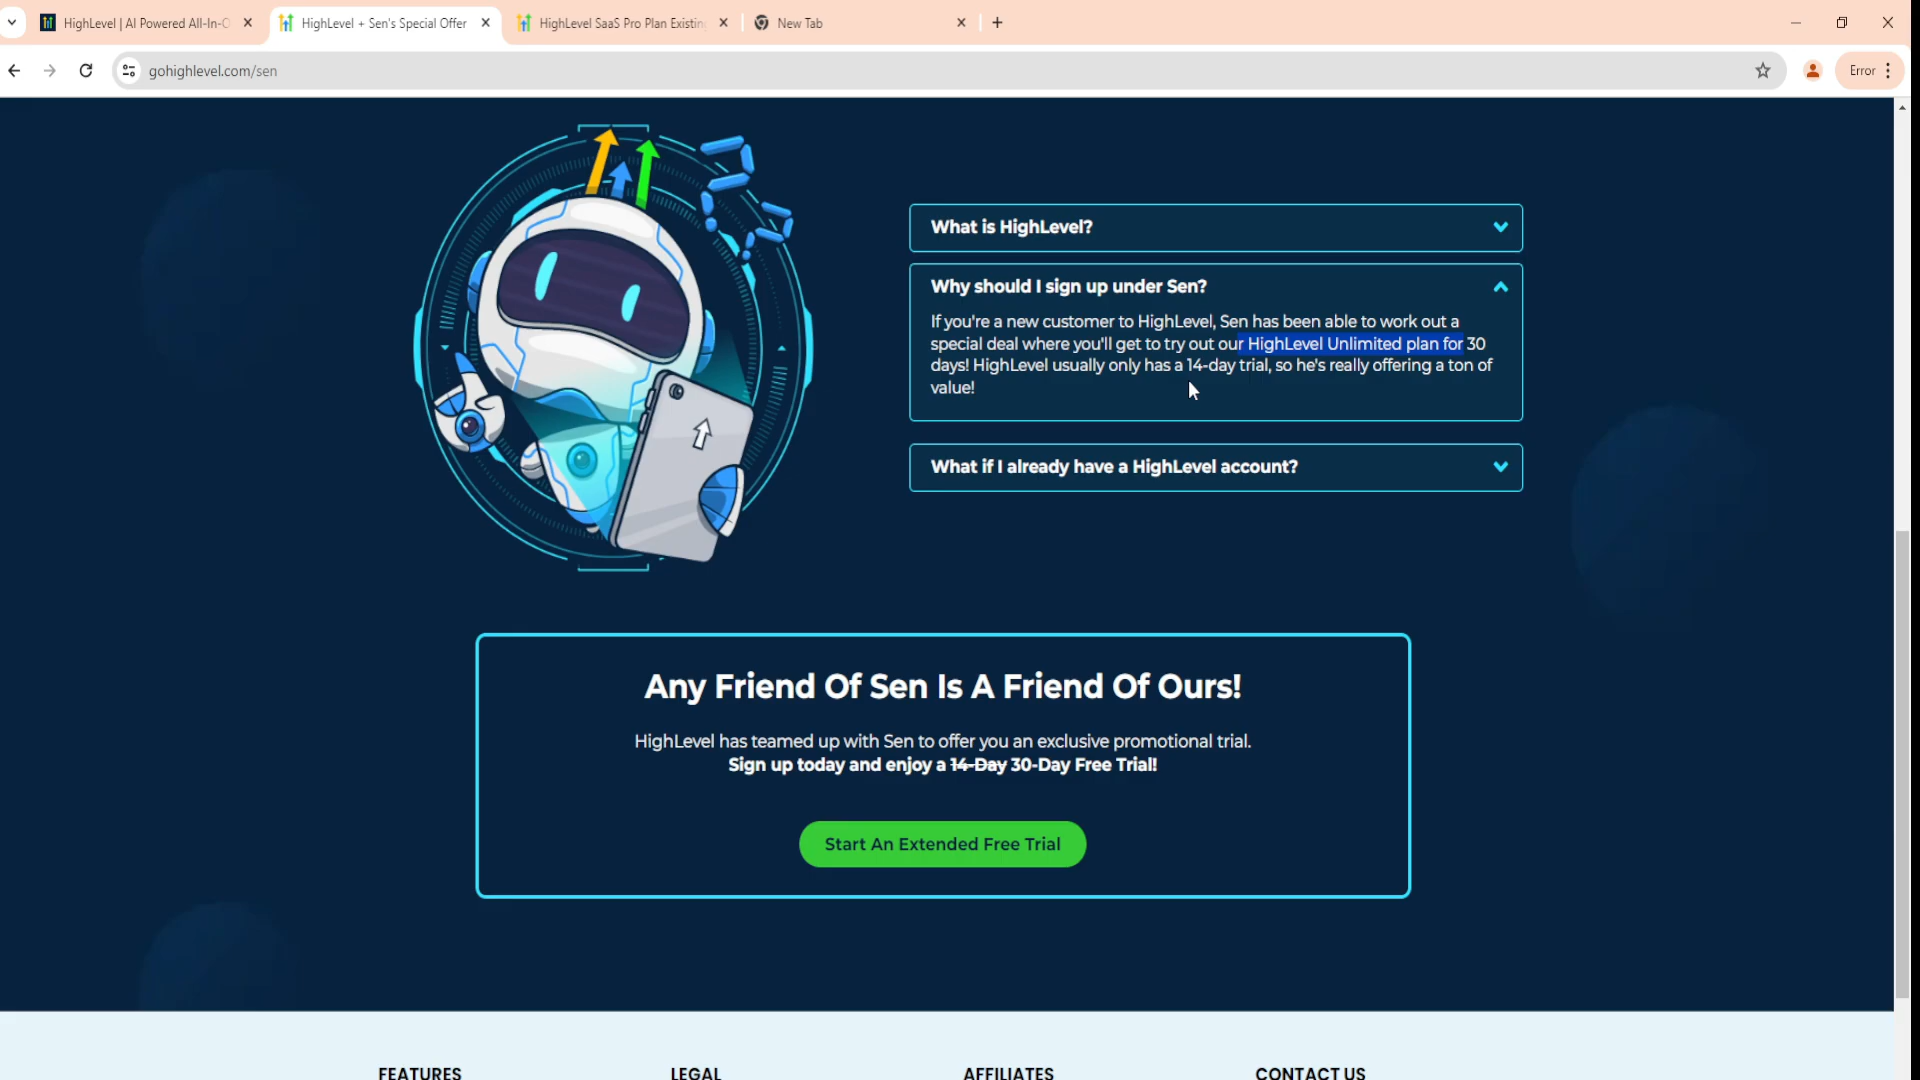 HighLevel | AI Powered All-In-O
HighLevel + Sen's Special Offer
HighLevel SaaS Pro Plan Existin
New Tab
gohighlevel.com/sen
Error
What is HighLevel?
Why should I sign up under Sen?
If you're a new customer to HighLevel, Sen has been able to work out a
special deal where you'll get to try out our HighLevel Unlimited plan for 30
days! HighLevel usually only has a 14-day trial, so he's really offering a ton of
value!
What if I already have a HighLevel account?
Any Friend Of Sen Is A Friend Of Ours!
HighLevel has teamed up with Sen to offer you an exclusive promotional trial.
Sign up today and enjoy a 14-Day 30-Day Free Trial!
Start An Extended Free Trial
FEATURES
LEGAL
AFFILIATES
CONTACT US